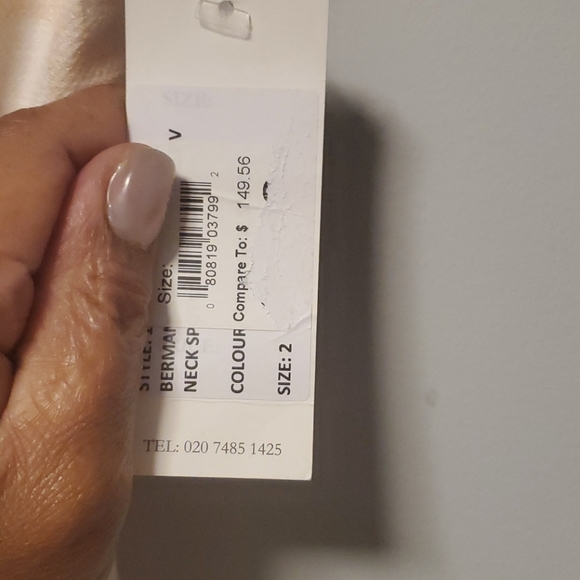 SIZE:
V
Size:
0 80819 03799 2
Compare To: $ 149.56
STYLE:
BERMAN
NECK SP
COLOUR
SIZE: 2
TEL: 020 7485 1425